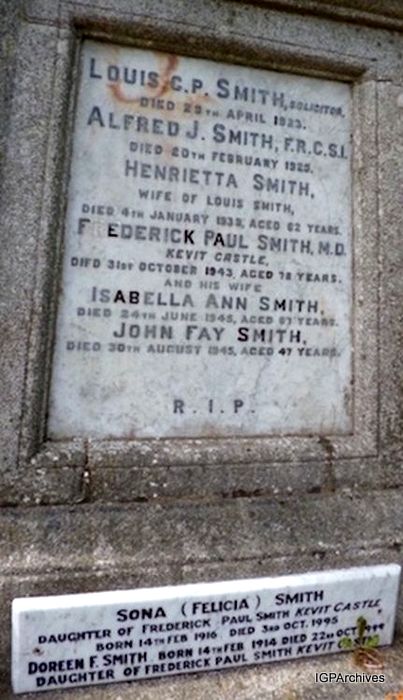 LOUIS C.P. SMITH, SOLICITOR,
DIED 29TH APRIL 1923.
ALFRED J. SMITH, F.R.C.S.I.
DIED 20TH FEBRUARY 1925.
HENRIETTA SMITH,
WIFE OF LOUIS SMITH,
DIED 4TH JANUARY 1939, AGED 62 YEARS.
FREDERICK PAUL SMITH, M.D.
KEVIT CASTLE,
DIED 31ST OCTOBER 1943, AGED 78 YEARS.
AND HIS WIFE
ISABELLA ANN SMITH,
DIED 24TH JUNE 1945, AGED 67 YEARS.
JOHN FAY SMITH,
DIED 30TH AUGUST 1945, AGED 47 YEARS.
R.I.P.
SONA (FELICIA) SMITH
DAUGHTER OF FREDERICK PAUL SMITH KEVIT CASTLE
BORN 14TH FEB 1916 DIED 3RD OCT. 1995
DOREEN F. SMITH BORN 14TH FEB 1914 DIED 22ND OCT 1999
DAUGHTER OF FREDERICK PAUL SMITH KEVIT CASTLE
IGPArchives